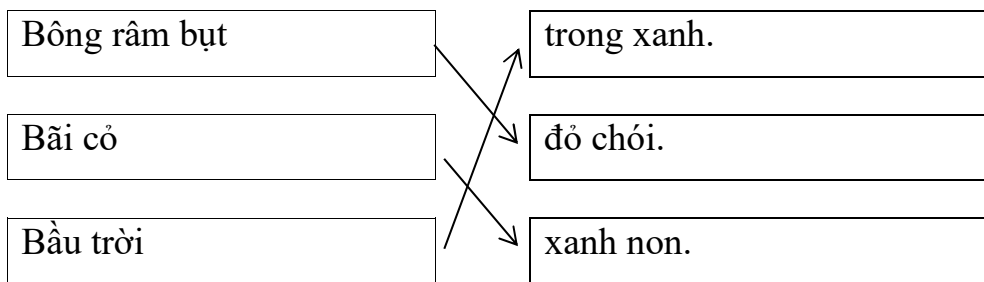 Bông râm bụt
trong xanh.
Bãi cỏ
đỏ chói.
Bầu trời
xanh non.